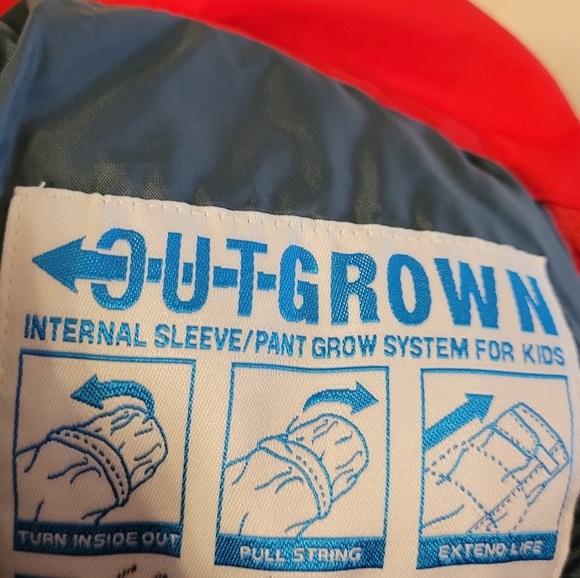 OUTGROWN
INTERNAL SLEEVE/PANT GROW SYSTEM FOR KIDS
TURN INSIDE OUT
PULL STRING
EXTEND LIFE